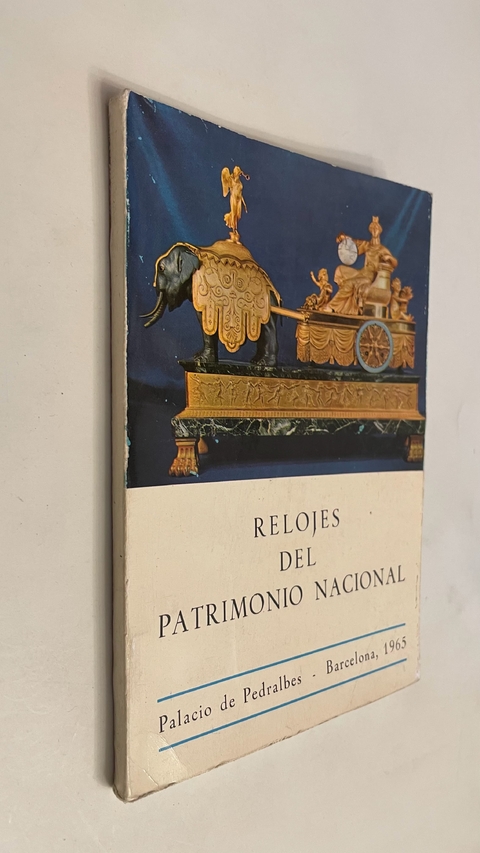 RELOJES
DEL
PATRIMONIO NACIONAL
Palacio de Pedralbes - Barcelona, 1965